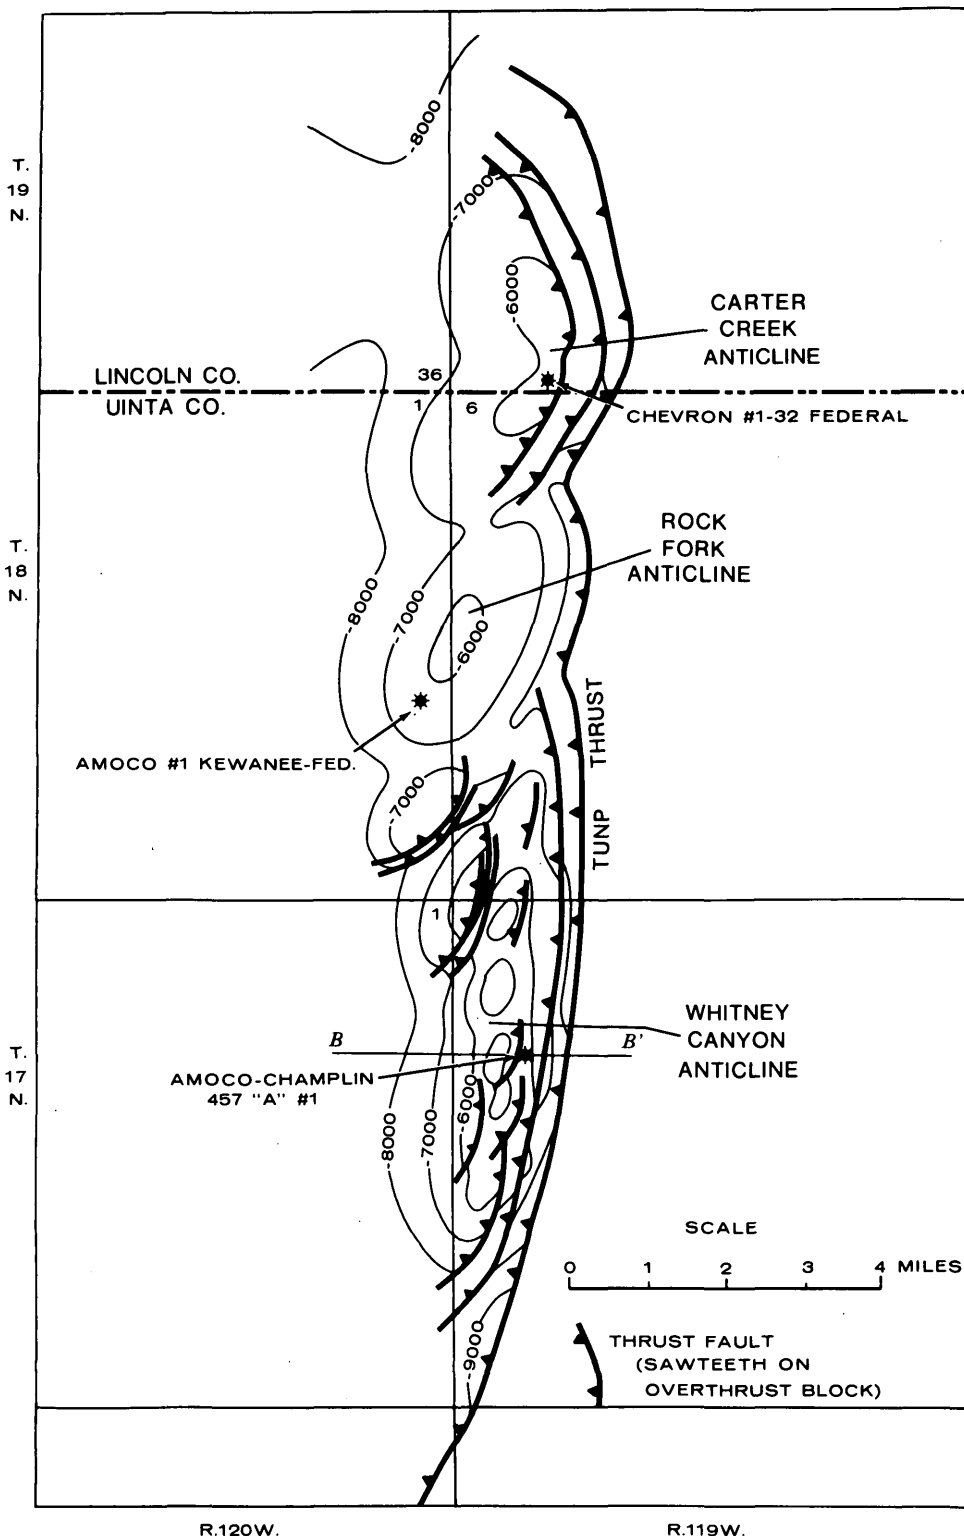 T.
19
N.
-8000
-7000
-6000
CARTER
CREEK
ANTICLINE
LINCOLN CO.
36
UINTA CO.
1
6
CHEVRON #1-32 FEDERAL
ROCK
FORK
ANTICLINE
T.
18
N.
-8000
-7000
-6000
THRUST
TUNP
AMOCO #1 KEWANEE-FED.
-7000
1
WHITNEY
CANYON
ANTICLINE
B
B'
T.
17
N.
AMOCO-CHAMPLIN
457 "A" #1
-8000
-7000
-6000
SCALE
0 1 2 3 4 MILES
THRUST FAULT
(SAWTEETH ON
OVERTHRUST BLOCK)
-9000
R.120W.
R.119W.